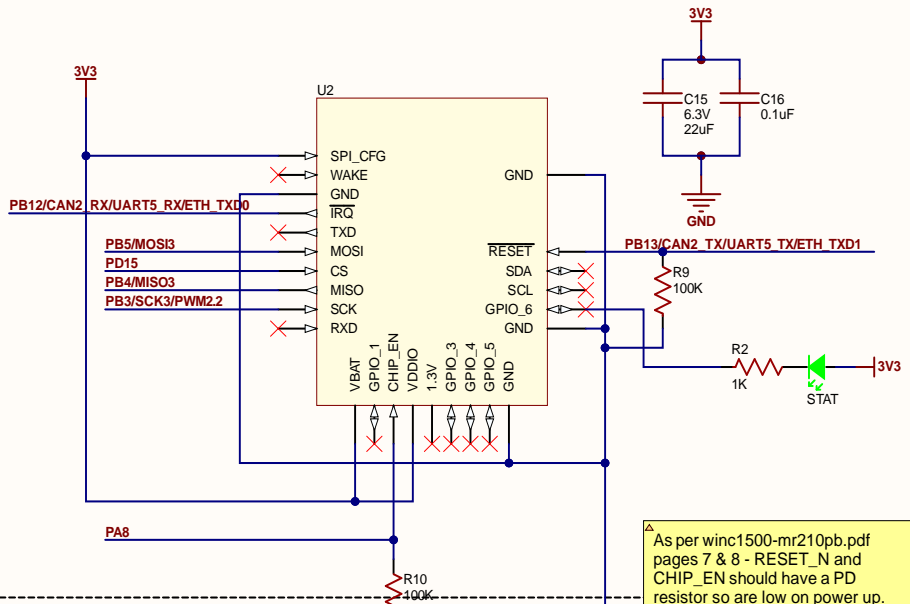 3V3
3V3
U2
C15
6.3V
22uF
C16
0.1uF
GND
SPI_CFG
WAKE
GND
IRQ
TXD
MOSI
CS
MISO
SCK
RXD
GND
RESET
SDA
SCL
GPIO_6
GND
VBAT
GPIO_1
CHIP_EN
VDDIO
1.3V
GPIO_3
GPIO_4
GPIO_5
GND
PB12/CAN2_RX/UART5_RX/ETH_TXD0
PB5/MOSI3
PD15
PB4/MISO3
PB3/SCK3/PWM2.2
PB13/CAN2_TX/UART5_TX/ETH_TXD1
R9
100K
R2
1K
STAT
3V3
PA8
R10
100K
As per winc1500-mr210pb.pdf
pages 7 & 8 - RESET_N and
CHIP_EN should have a PD
resistor so are low on power up.